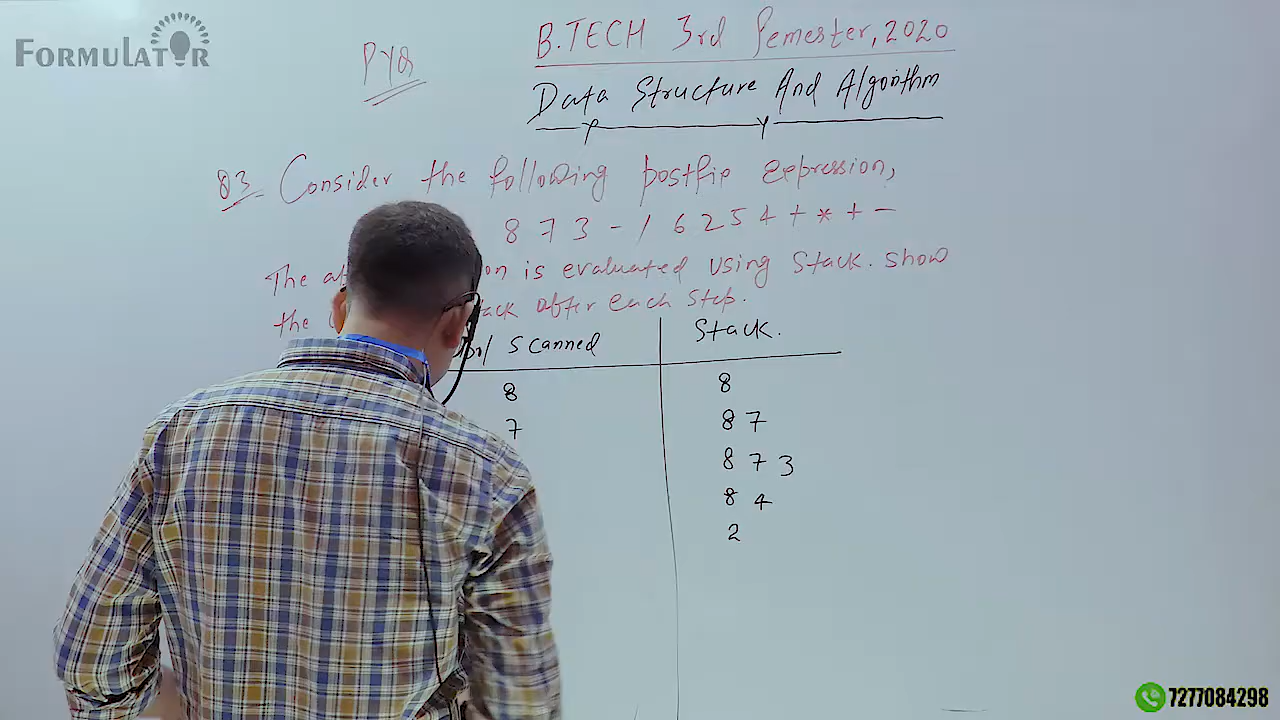 FORMULATOR
PYQ
B.TECH 3rd Semester, 2020
Data Structure And Algorithm
Q3. Consider the following postfix expression,
8 7 3 - / 6 2 5 4 + * + -
The on is evaluated using Stack. show
the after each step.
Scanned Stack.
8 8
7 8 7
8 7 3
8 4
2
7277084298